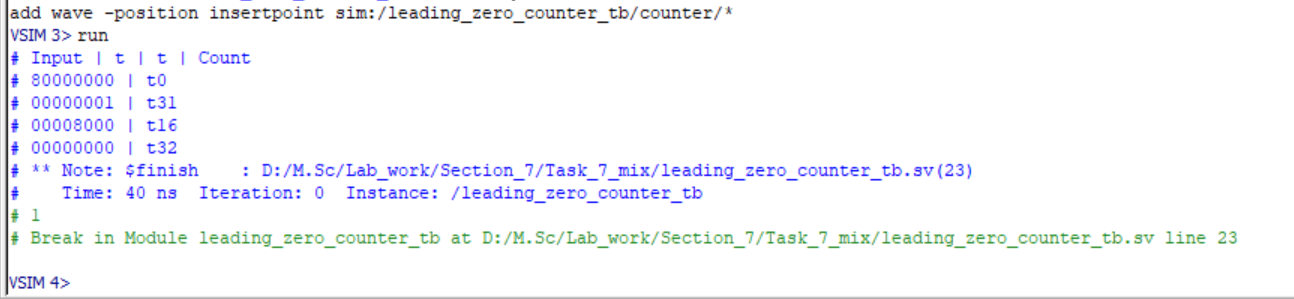 add wave -position insertpoint sim:/leading_zero_counter_tb/counter/*
VSIM 3> run
# Input | t | t | Count
# 80000000 | t0
# 00000001 | t31
# 00008000 | t16
# 00000000 | t32
# ** Note: $finish    : D:/M.Sc/Lab_work/Section_7/Task_7_mix/leading_zero_counter_tb.sv(23)
#    Time: 40 ns  Iteration: 0  Instance: /leading_zero_counter_tb
# 1
# Break in Module leading_zero_counter_tb at D:/M.Sc/Lab_work/Section_7/Task_7_mix/leading_zero_counter_tb.sv line 23
VSIM 4>